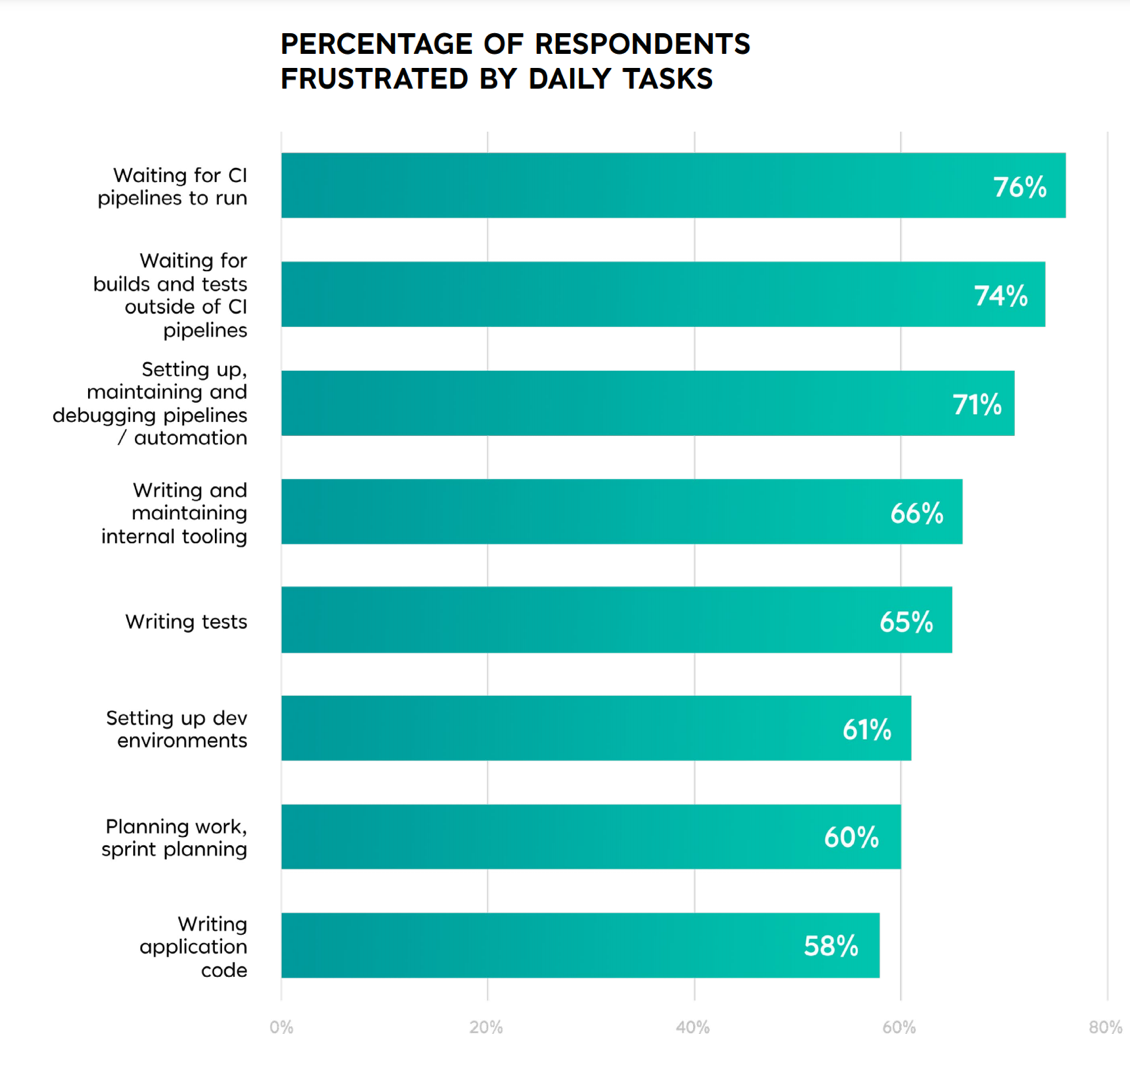 PERCENTAGE OF RESPONDENTS
FRUSTRATED BY DAILY TASKS
Waiting for CI
pipelines to run
76%
Waiting for
builds and tests
outside of CI
pipelines
74%
Setting up,
maintaining and
debugging pipelines
/ automation
71%
Writing and
maintaining
internal tooling
66%
Writing tests
65%
Setting up dev
environments
61%
Planning work,
sprint planning
60%
Writing
application
code
58%
0% 20% 40% 60% 80%